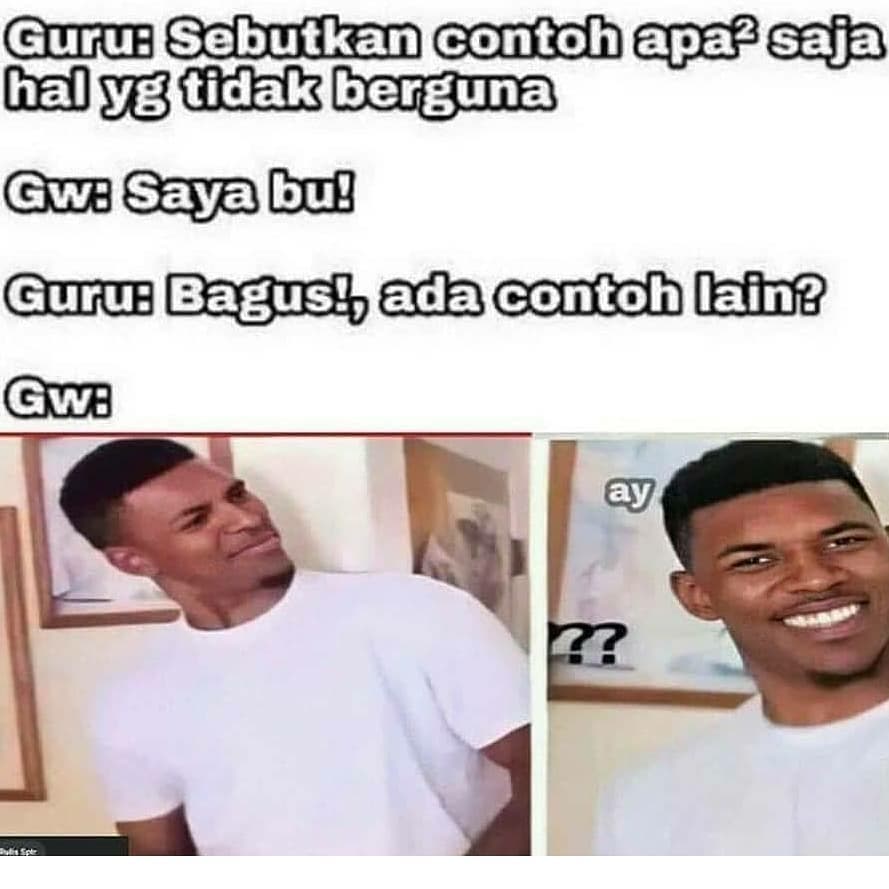 Guru: Sebutkan contoh apa² saja
hal yg tidak berguna
Gw: Saya bu!
Guru: Bagus!, ada contoh lain?
Gw:
ay
???